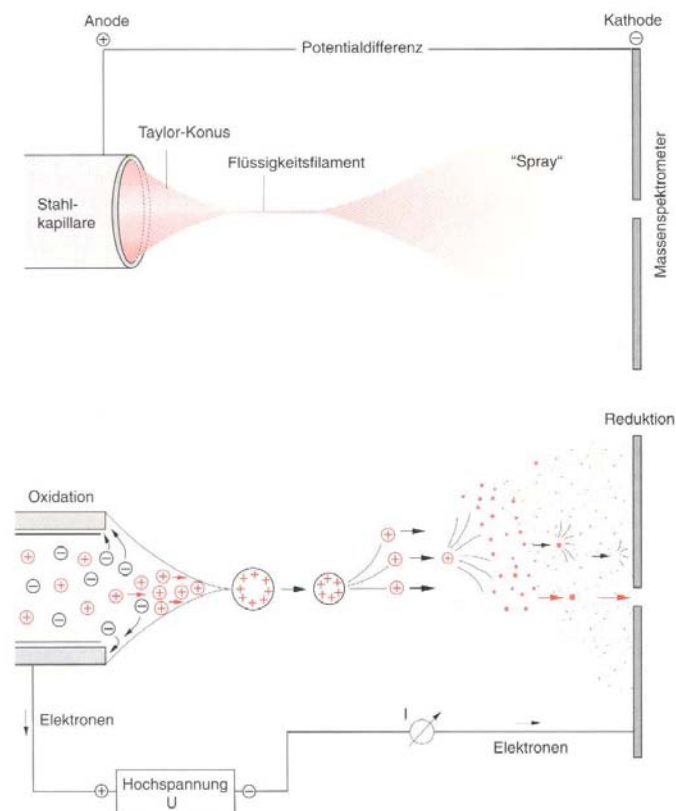 Anode
Kathode
Potentialdifferenz
Taylor-Konus
Flüssigkeitsfilament
"Spray"
Stahl-
kapillare
Massenspektrometer
Reduktion
Oxidation
Elektronen
I
Elektronen
Hochspannung
U